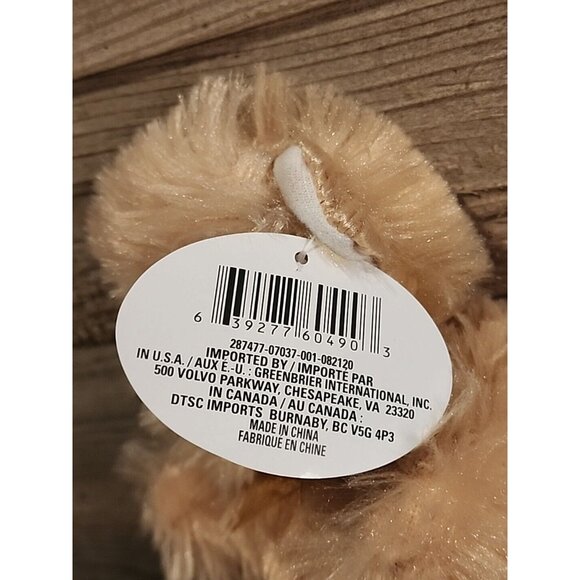 6 39277 60490 3
287477-07037-001-082120
IMPORTED BY / IMPORTÉ PAR
IN U.S.A. / AUX É.-U. : GREENBRIER INTERNATIONAL, INC.
500 VOLVO PARKWAY, CHESAPEAKE, VA 23320
IN CANADA / AU CANADA :
DTSC IMPORTS BURNABY, BC V5G 4P3
MADE IN CHINA
FABRIQUE EN CHINE